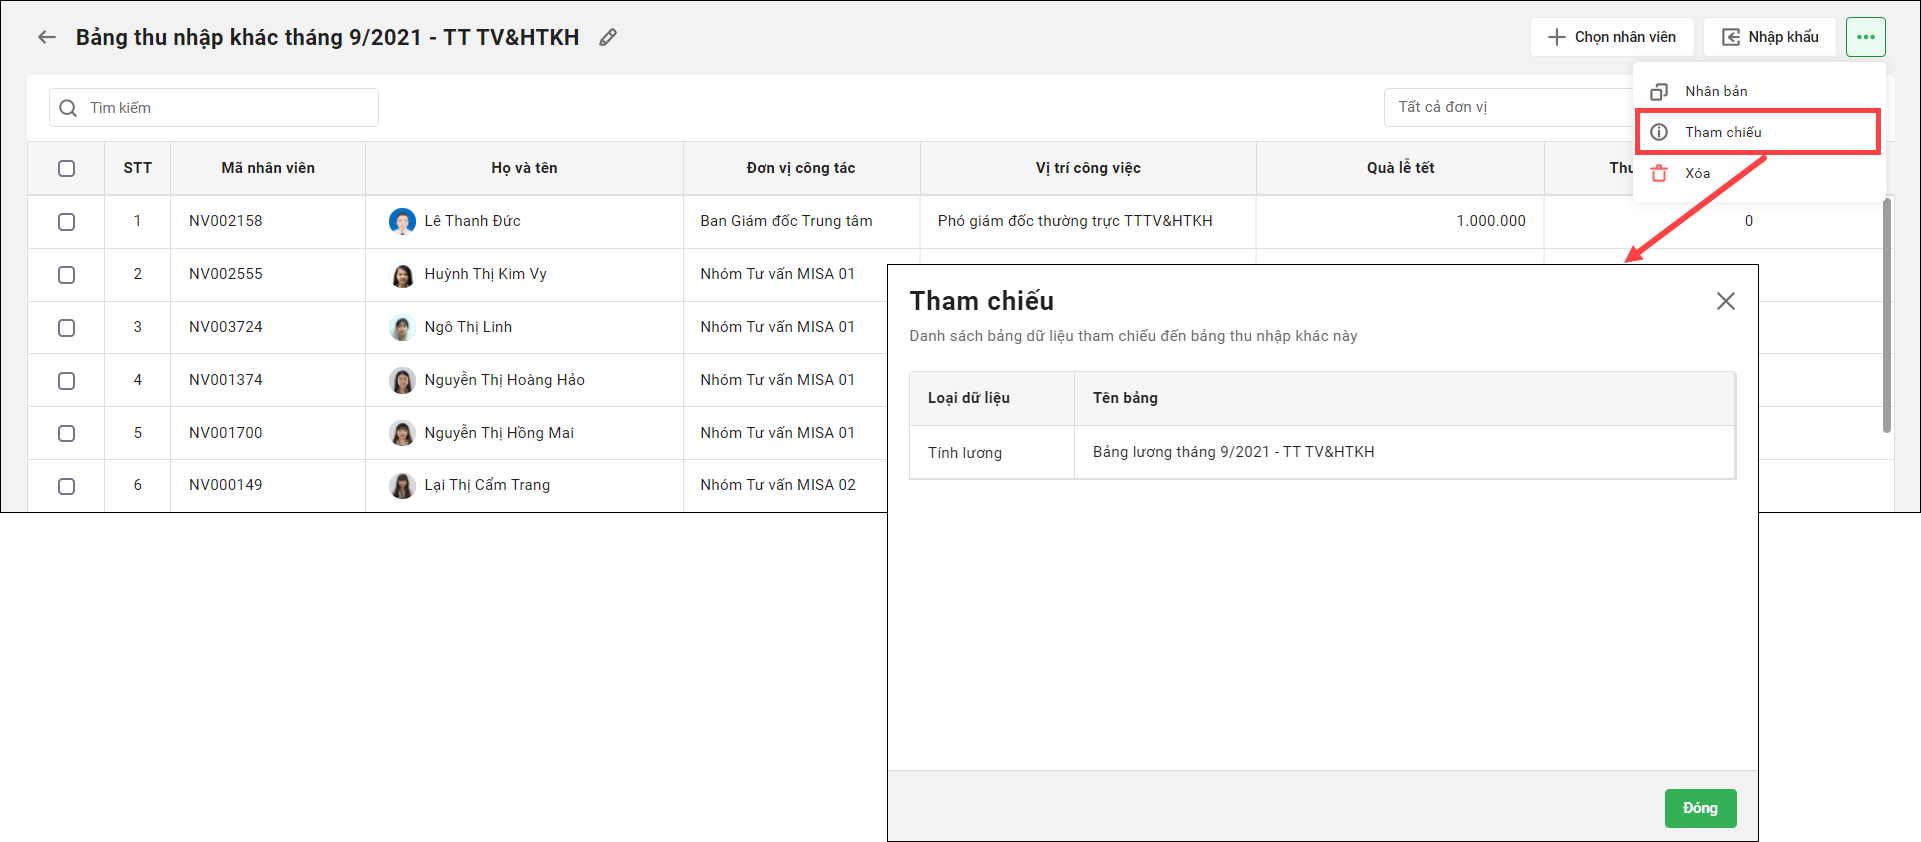 Bảng thu nhập khác tháng 9/2021 - TT TV&HTKH
Chọn nhân viên
Nhập khẩu
Tìm kiếm
Tất cả đơn vị
Nhân bản
Tham chiếu
Xóa
STT Mã nhân viên Họ và tên Đơn vị công tác Vị trí công việc Quà lễ tết
1 NV002158 Lê Thanh Đức Ban Giám đốc Trung tâm Phó giám đốc thường trực TTTV&HTKH 1.000.000 0
2 NV002555 Huỳnh Thị Kim Vy Nhóm Tư vấn MISA 01
3 NV003724 Ngô Thị Linh Nhóm Tư vấn MISA 01
4 NV001374 Nguyễn Thị Hoàng Hảo Nhóm Tư vấn MISA 01
5 NV001700 Nguyễn Thị Hồng Mai Nhóm Tư vấn MISA 01
6 NV000149 Lại Thị Cẩm Trang Nhóm Tư vấn MISA 02
Tham chiếu
Danh sách bảng dữ liệu tham chiếu đến bảng thu nhập khác này
Loại dữ liệu Tên bảng
Tính lương Bảng lương tháng 9/2021 - TT TV&HTKH
Đóng